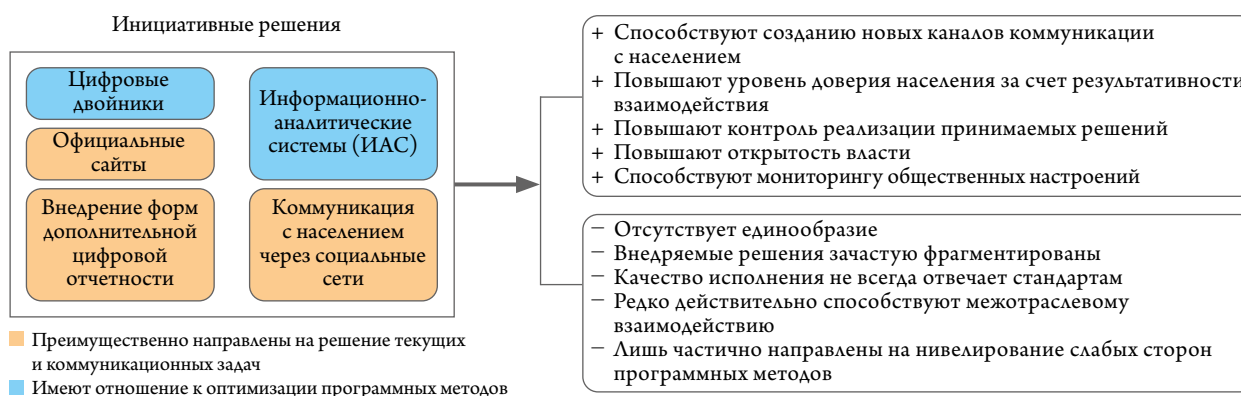 Инициативные решения
Цифровые
двойники
Официальные
сайты
Внедрение форм
дополнительной
цифровой
отчетности
Информационно-
аналитические
системы (ИАС)
Коммуникация
с населением
через социальные
сети
Преимущественно направлены на решение текущих
и коммуникационных задач
Имеют отношение к оптимизации программных методов
+ Способствуют созданию новых каналов коммуникации
с населением
+ Повышают уровень доверия населения за счет результативности
взаимодействия
+ Повышают контроль реализации принимаемых решений
+ Повышают открытость власти
+ Способствуют мониторингу общественных настроений
− Отсутствует единообразие
− Внедряемые решения зачастую фрагментированы
− Качество исполнения не всегда отвечает стандартам
− Редко действительно способствуют межотраслевому
взаимодействию
− Лишь частично направлены на нивелирование слабых сторон
программных методов